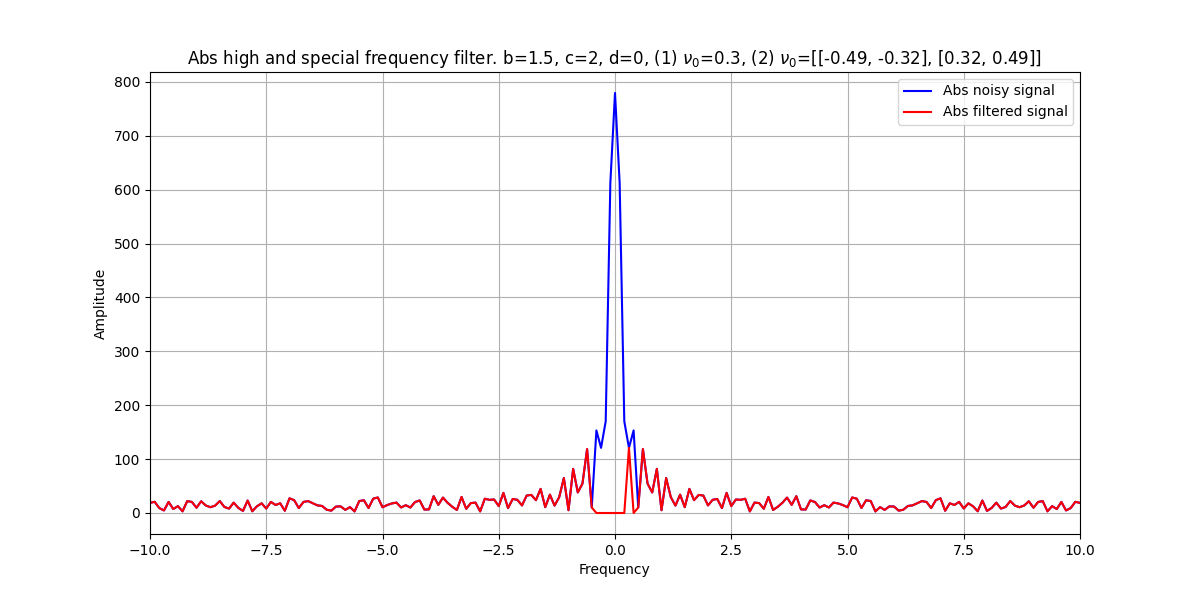 Abs high and special frequency filter. b=1.5, c=2, d=0, (1) ν₀=0.3, (2) ν₀=[[-0.49, -0.32], [0.32, 0.49]]
Abs noisy signal
Abs filtered signal
Amplitude
800
700
600
500
400
300
200
100
0
−10.0 −7.5 −5.0 −2.5 0.0 2.5 5.0 7.5 10.0
Frequency